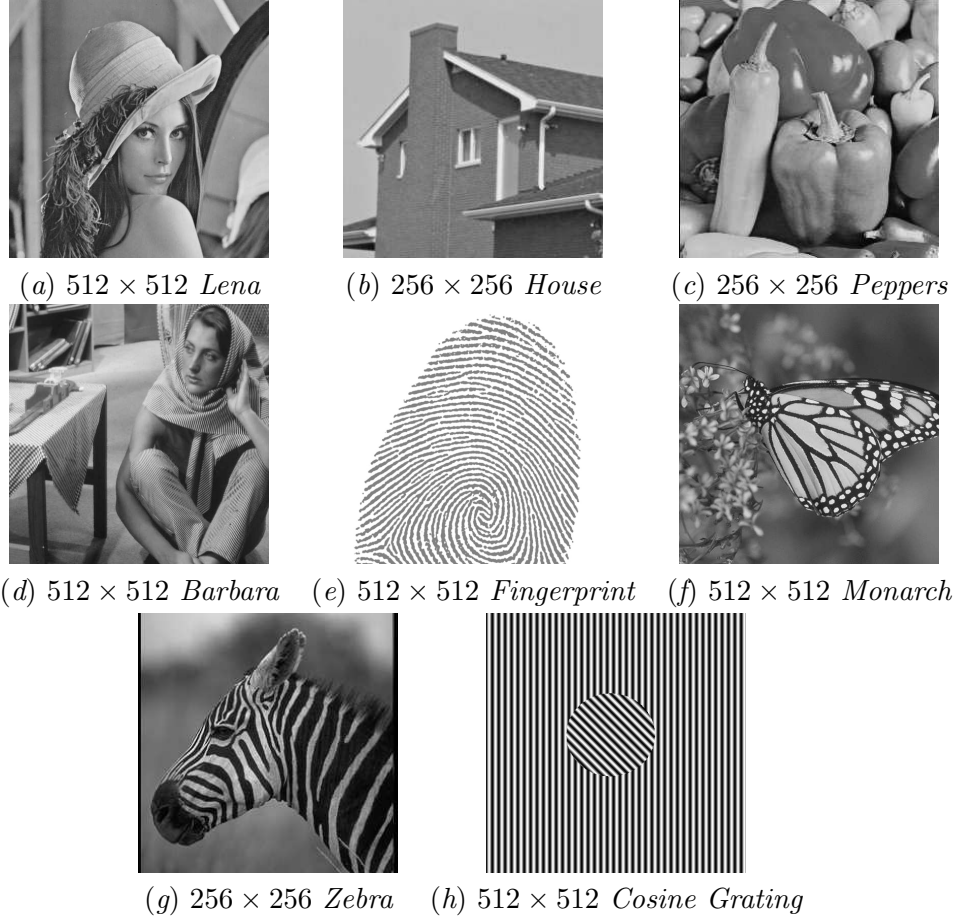 (a) 512 × 512 Lena
(b) 256 × 256 House
(c) 256 × 256 Peppers
(d) 512 × 512 Barbara
(e) 512 × 512 Fingerprint
(f) 512 × 512 Monarch
(g) 256 × 256 Zebra
(h) 512 × 512 Cosine Grating